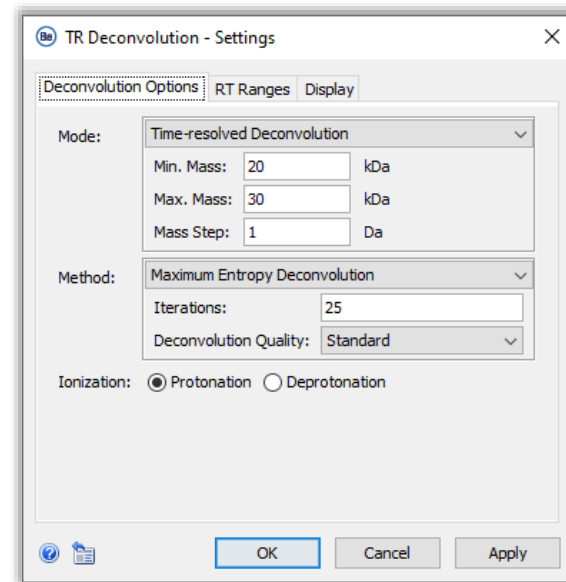 Be TR Deconvolution - Settings
Deconvolution Options RT Ranges Display
Mode: Time-resolved Deconvolution
Min. Mass: 20 kDa
Max. Mass: 30 kDa
Mass Step: 1 Da
Method: Maximum Entropy Deconvolution
Iterations: 25
Deconvolution Quality: Standard
Ionization: Protonation Deprotonation
? OK Cancel Apply